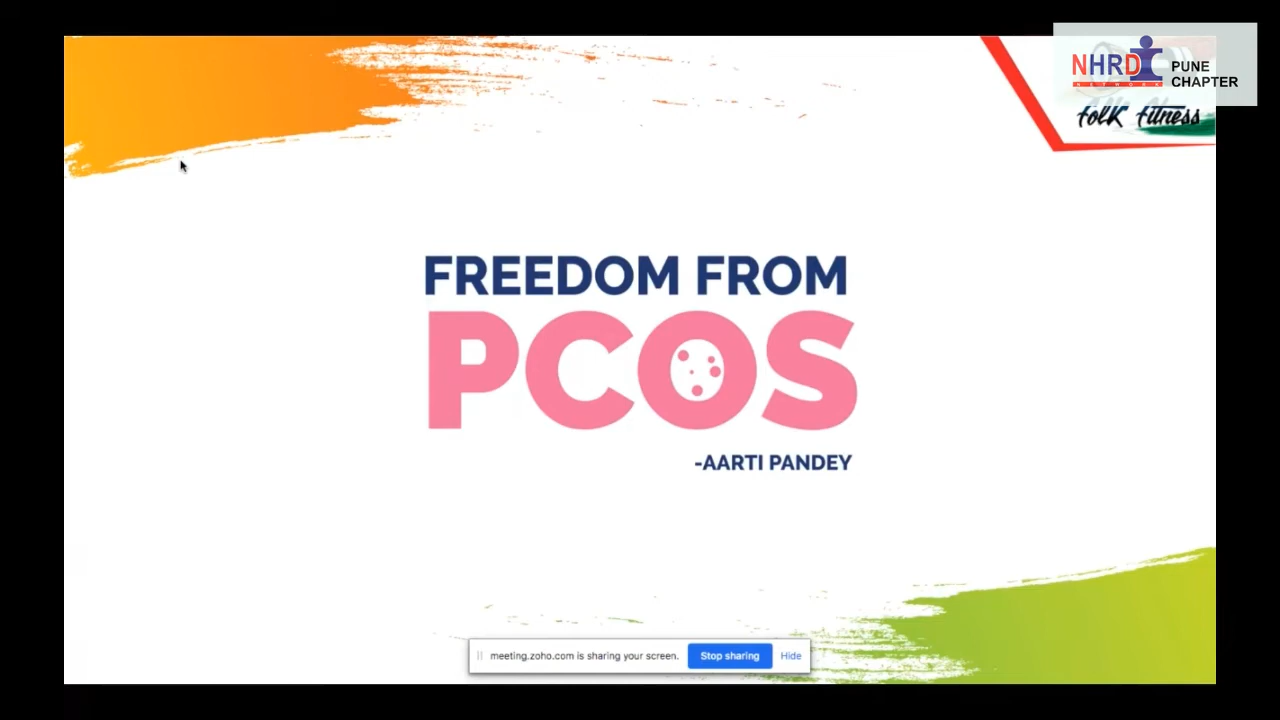 NHRD
NETWORK
PUNE
CHAPTER
Folk Fitness
FREEDOM FROM
PCOS
-AARTI PANDEY
meeting.zoho.com is sharing your screen.
Stop sharing
Hide